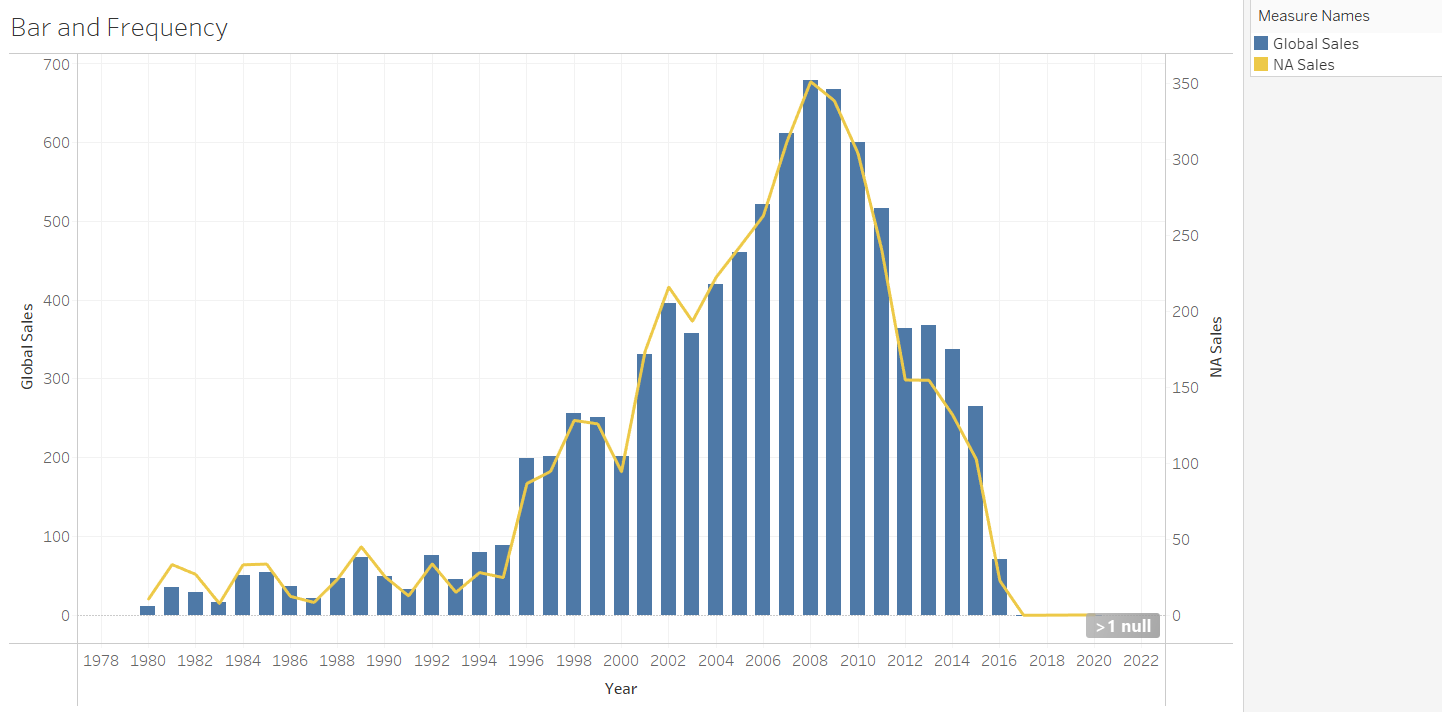 Bar and Frequency
Measure Names
Global Sales
NA Sales
700
600
500
400
300
200
100
0
Global Sales
350
300
250
200
150
100
50
0
NA Sales
>1 null
1978 1980 1982 1984 1986 1988 1990 1992 1994 1996 1998 2000 2002 2004 2006 2008 2010 2012 2014 2016 2018 2020 2022
Year